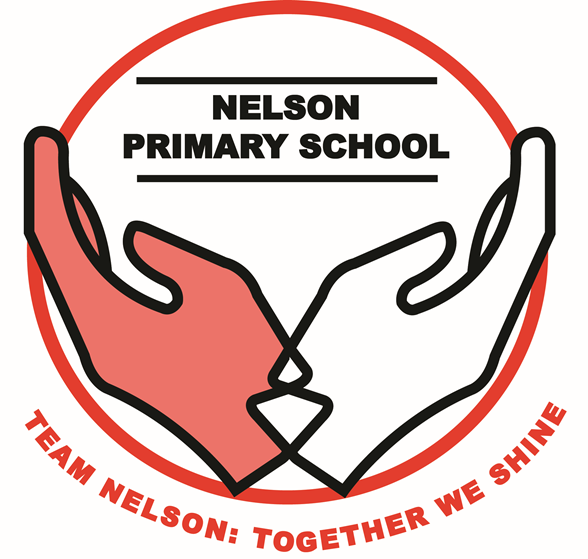 NELSON
PRIMARY SCHOOL
TEAM NELSON: TOGETHER WE SHINE